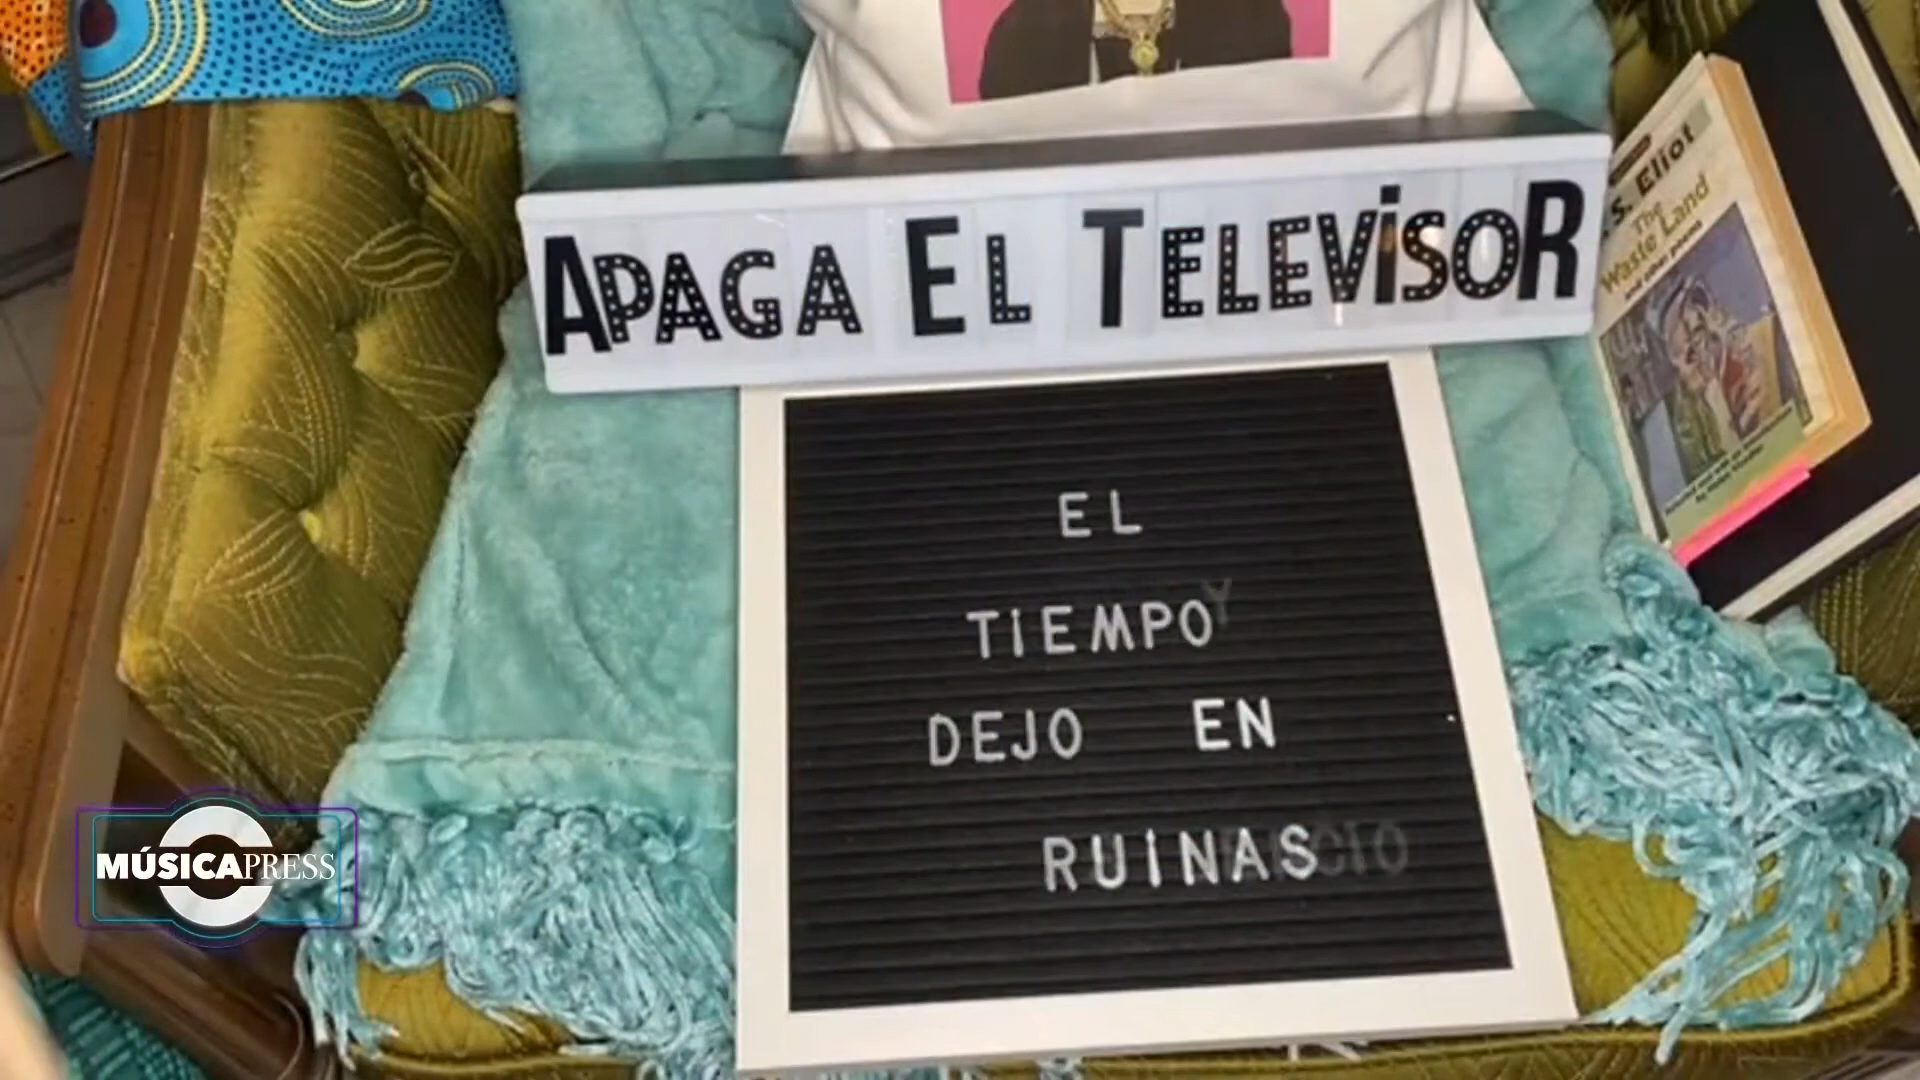 APAGA EL TELEVISOR
S. Eliot
The
Waste Land
and other poems
EL
TIEMPO
DEJO EN
RUINAS
MÚSICAPRESS